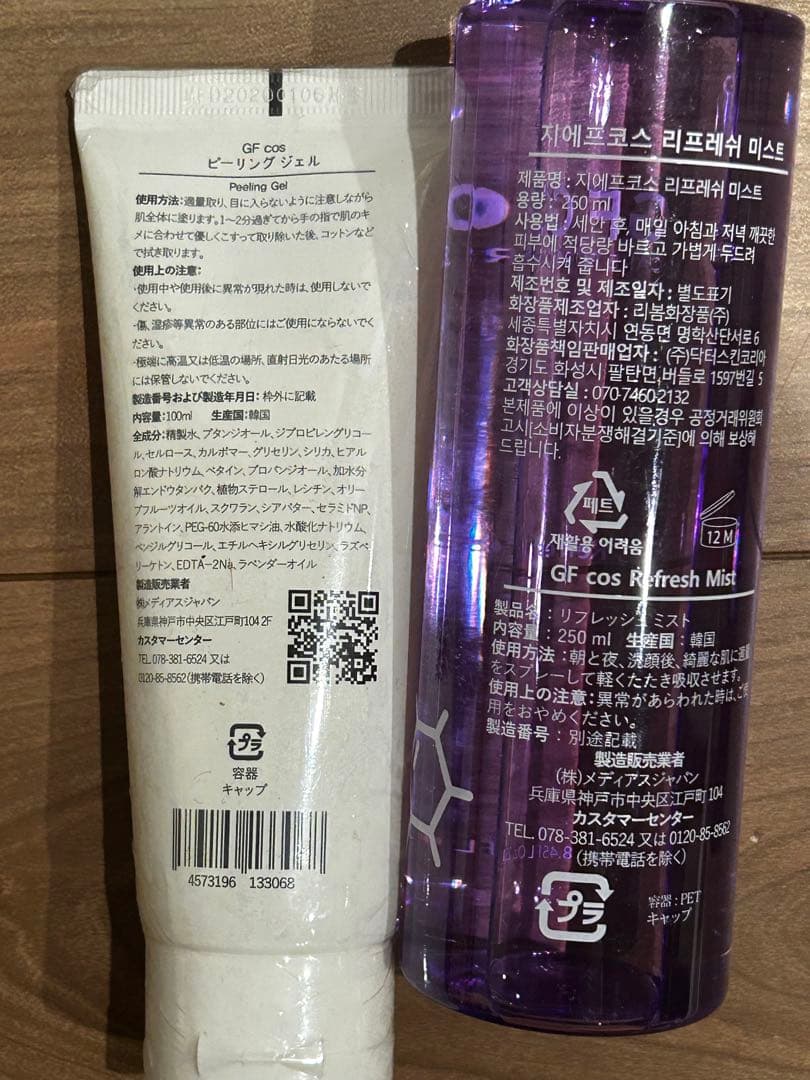 D20200106
GF cos
ピーリング ジェル
Peeling Gel
使用方法:適量取り、目に入らないように注意しながら
肌全体に塗ります。1〜2分過ぎてから手の指で肌のキ
メに合わせて優しくこすって取り除いた後、コットンなど
で拭き取ります。
使用上の注意:
·使用中や使用後に異常が現れた時は、使用しないで
ください。
·傷、湿疹等異常のある部位にはご使用にならないでく
ださい。
·極端に高温又は低温の場所、直射日光のあたる場所
には保管しないでください。
製造番号および製造年月日: 枠外に記載
内容量:100ml 生産国:韓国
全成分:精製水、ブタンジオール、ジプロピレングリコー
ル、セルロース、カルボマー、グリセリン、シリカ、ヒアル
ロン酸ナトリウム、ベタイン、プロパンジオール、加水分
解エンドウタンパク、植物ステロール、レシチン、オリー
ブフルーツオイル、スクワラン、シアバター、セラミドNP、
アラントイン、PEG-60水添ヒマシ油、水酸化ナトリウム、
ベンジルグリコール、エチルヘキシルグリセリン、ラズベ
リーケトン、EDTA-2Na、ラベンダーオイル
製造販売業者
㈱メディアスジャパン
兵庫県神戸市中央区江戸町104 2F
カスタマーセンター
TEL 078-381-6524 又は
0120-85-8562(携帯電話を除く)
プラ
容器
キャップ
4573196 133068
지에프코스 리프레쉬 미스트
제품명 : 지에프코스 리프레쉬 미스트
용량 : 250 ml
사용법 : 세안 후, 매일 아침과 저녁 깨끗한
피부에 적당량 바르고 가볍게 두드려
흡수시켜 줍니다
제조번호 및 제조일자 : 별도표기
화장품제조업자 : 리봄화장품(주)
세종특별자치시 연동면 명학산단서로 6
화장품책임판매업자 : (주)닥터스킨코리아
경기도 화성시 팔탄면, 버들로 1597번길 5
고객상담실 : 070-7460-2132
본제품에 이상이 있을경우 공정거래위원회
고시[소비자분쟁해결기준]에 의해 보상해
드립니다.
페트
재활용 어려움
12 M
GF cos Refresh Mist
製品名 : リフレッシュ ミスト
内容量 : 250 ml 生産国 : 韓国
使用方法 : 朝と夜、洗顔後、綺麗な肌に適量
をスプレーして軽くたたき吸収させます。
使用上の注意 : 異常があらわれた時は、ご使
用をおやめください。
製造番号 : 別途記載
製造販売業者
(株)メディアスジャパン
兵庫県神戸市中央区江戸町 104
カスタマーセンター
TEL. 078-381-6524 又は 0120-85-8562
(携帯電話を除く)
プラ
容器 : PET
キャップ